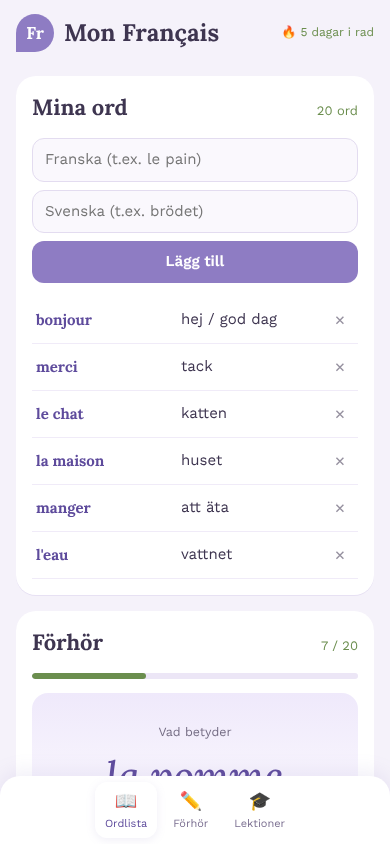 Fr Mon Français 🔥 5 dagar i rad
Mina ord 20 ord
Franska (t.ex. le pain)
Svenska (t.ex. brödet)
Lägg till
bonjour hej / god dag ×
merci tack ×
le chat katten ×
la maison huset ×
manger att äta ×
l'eau vattnet ×
Förhör 7 / 20
Vad betyder
la pomme
📖 ✏️ 🎓
Ordlista Förhör Lektioner